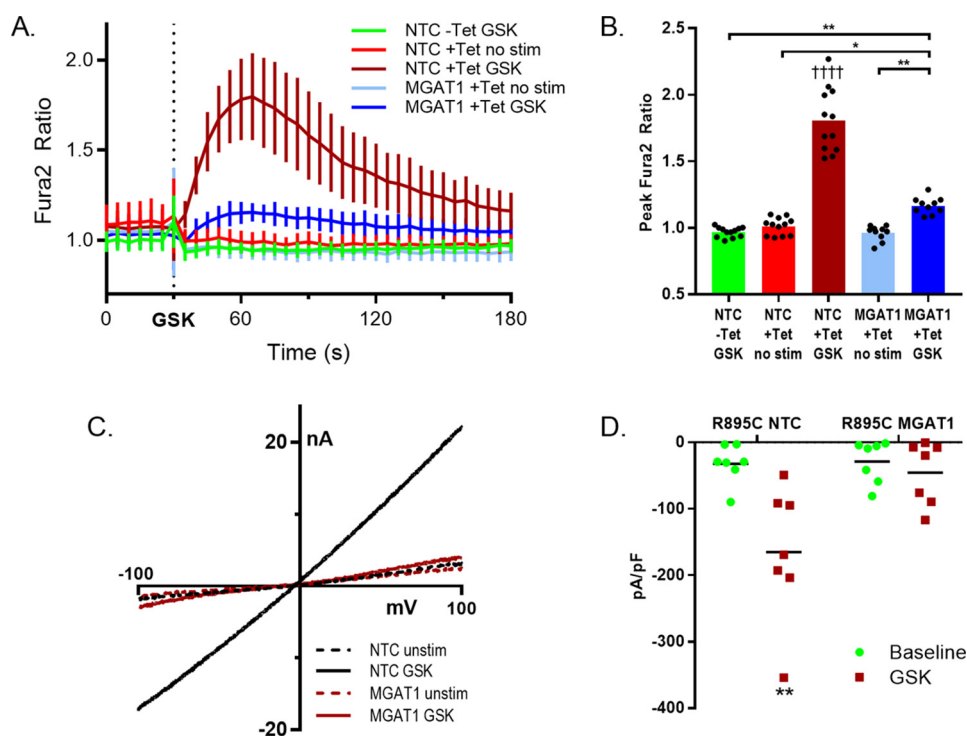 A.
NTC -Tet GSK
NTC +Tet no stim
NTC +Tet GSK
MGAT1 +Tet no stim
MGAT1 +Tet GSK
Fura2 Ratio
2.0
1.5
1.0
0
GSK
60
120
180
Time (s)
B.
**
*
**
††††
Peak Fura2 Ratio
2.5
2.0
1.5
1.0
0.5
NTC NTC NTC MGAT1 MGAT1
-Tet +Tet +Tet +Tet +Tet
GSK no stim GSK no stim GSK
C.
nA
20
-100
mV
100
-20
NTC unstim
NTC GSK
MGAT1 unstim
MGAT1 GSK
D.
R895C NTC
R895C MGAT1
0
-100
-200
-300
-400
pA/pF
**
Baseline
GSK